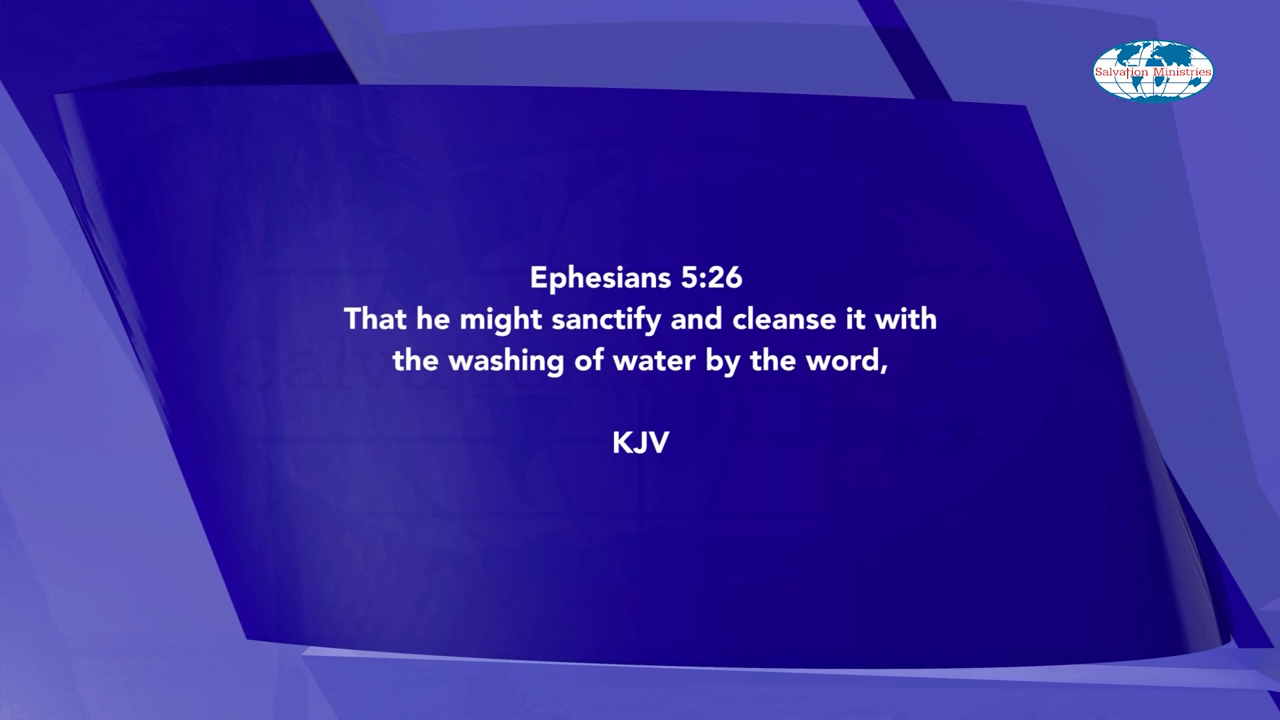 Salvation Ministries
Ephesians 5:26
That he might sanctify and cleanse it with
the washing of water by the word,
KJV